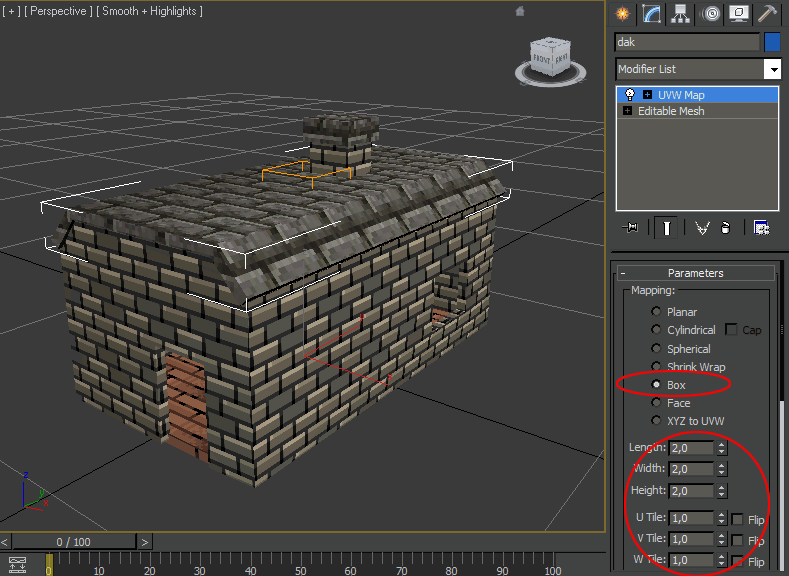 [ + ] [ Perspective ] [ Smooth + Highlights ]
FRONT
dak
Modifier List
UVW Map
Editable Mesh
Parameters
Mapping:
Planar
Cylindrical Cap
Spherical
Shrink Wrap
Box
Face
XYZ to UVW
Length: 2,0
Width: 2,0
Height: 2,0
U Tile: 1,0 Flip
V Tile: 1,0 Flip
W Tile: 1,0 Flip
z
y
x
< 0 / 100 >
0 10 20 30 40 50 60 70 80 90 100